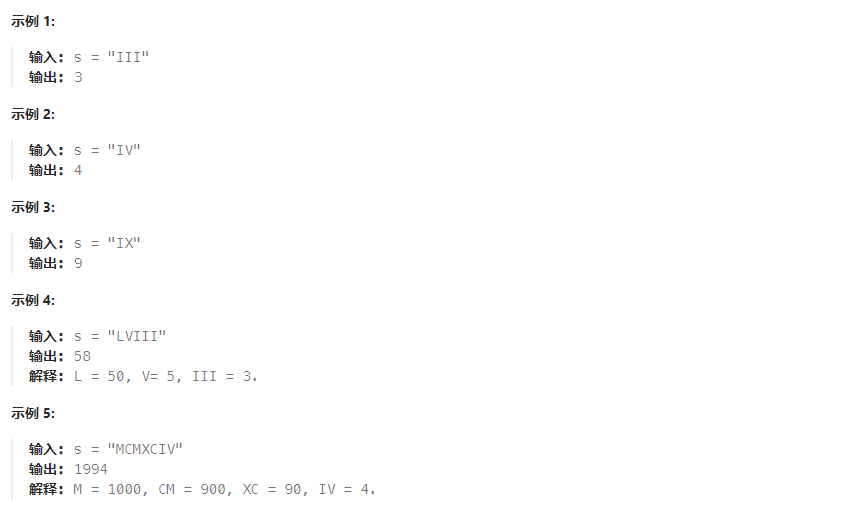 示例 1:
输入: s = "III"
输出: 3
示例 2:
输入: s = "IV"
输出: 4
示例 3:
输入: s = "IX"
输出: 9
示例 4:
输入: s = "LVIII"
输出: 58
解释: L = 50, V= 5, III = 3.
示例 5:
输入: s = "MCMXCIV"
输出: 1994
解释: M = 1000, CM = 900, XC = 90, IV = 4.